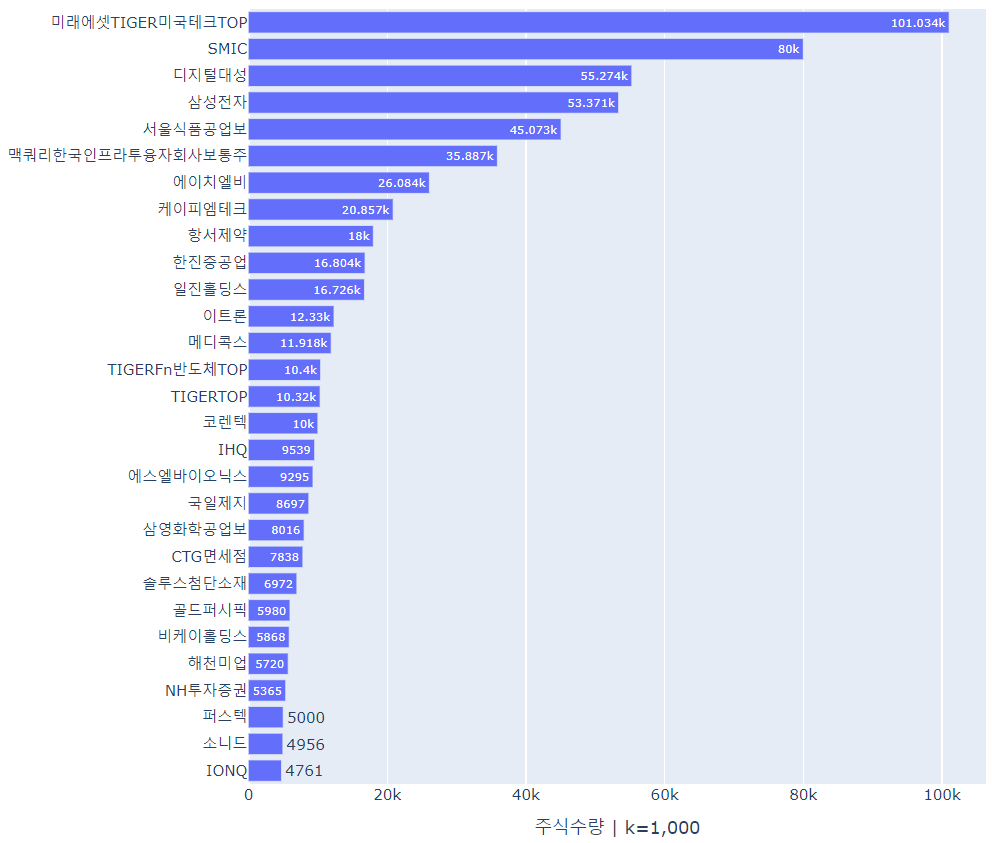 미래에셋TIGER미국테크TOP 101.034k
SMIC 80k
디지털대성 55.274k
삼성전자 53.371k
서울식품공업보 45.073k
맥쿼리한국인프라투융자회사보통주 35.887k
에이치엘비 26.084k
케이피엠테크 20.857k
항서제약 18k
한진중공업 16.804k
일진홀딩스 16.726k
이트론 12.33k
메디콕스 11.918k
TIGERFn반도체TOP 10.4k
TIGERTOP 10.32k
코렌텍 10k
IHQ 9539
에스엘바이오닉스 9295
국일제지 8697
삼영화학공업보 8016
CTG면세점 7838
솔루스첨단소재 6972
골드퍼시픽 5980
비케이홀딩스 5868
해천미업 5720
NH투자증권 5365
퍼스텍 5000
소니드 4956
IONQ 4761
0 20k 40k 60k 80k 100k
주식수량 | k=1,000